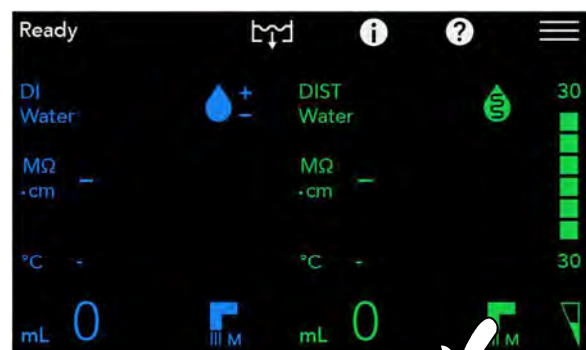 Ready
DI
Water
+
−
DIST
Water
30
MΩ
.cm
–
MΩ
.cm
–
°C -
°C -
30
mL 0
M
mL 0
M